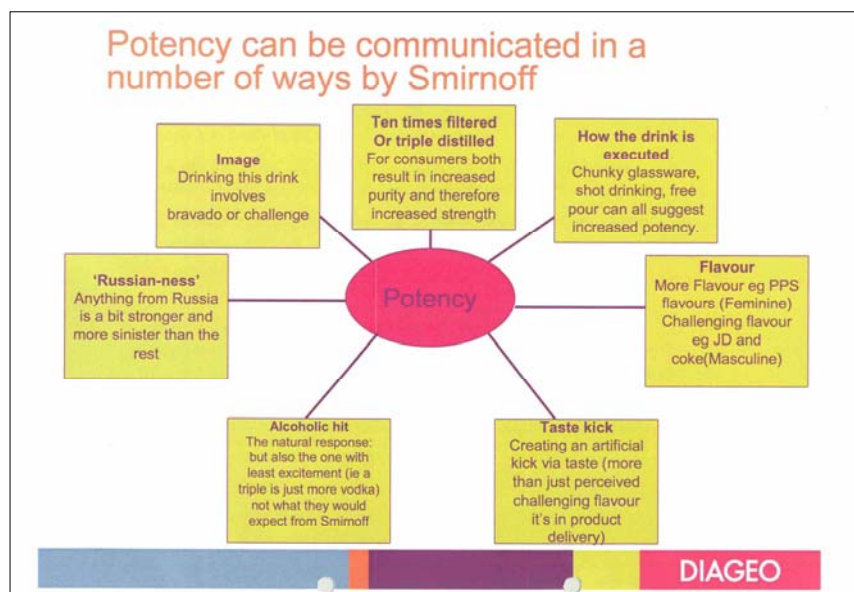 Potency can be communicated in a
number of ways by Smirnoff
Ten times filtered
Or triple distilled
For consumers both
result in increased
purity and therefore
increased strength
Image
Drinking this drink
involves
bravado or challenge
How the drink is
executed
Chunky glassware,
shot drinking, free
pour can all suggest
increased potency.
'Russian-ness'
Anything from Russia
is a bit stronger and
more sinister than the
rest
Potency
Flavour
More Flavour eg PPS
flavours (Feminine)
Challenging flavour
eg JD and
coke(Masculine)
Alcoholic hit
The natural response:
but also the one with
least excitement (ie a
triple is just more vodka)
not what they would
expect from Smirnoff
Taste kick
Creating an artificial
kick via taste (more
than just perceived
challenging flavour
it's in product
delivery)
DIAGEO